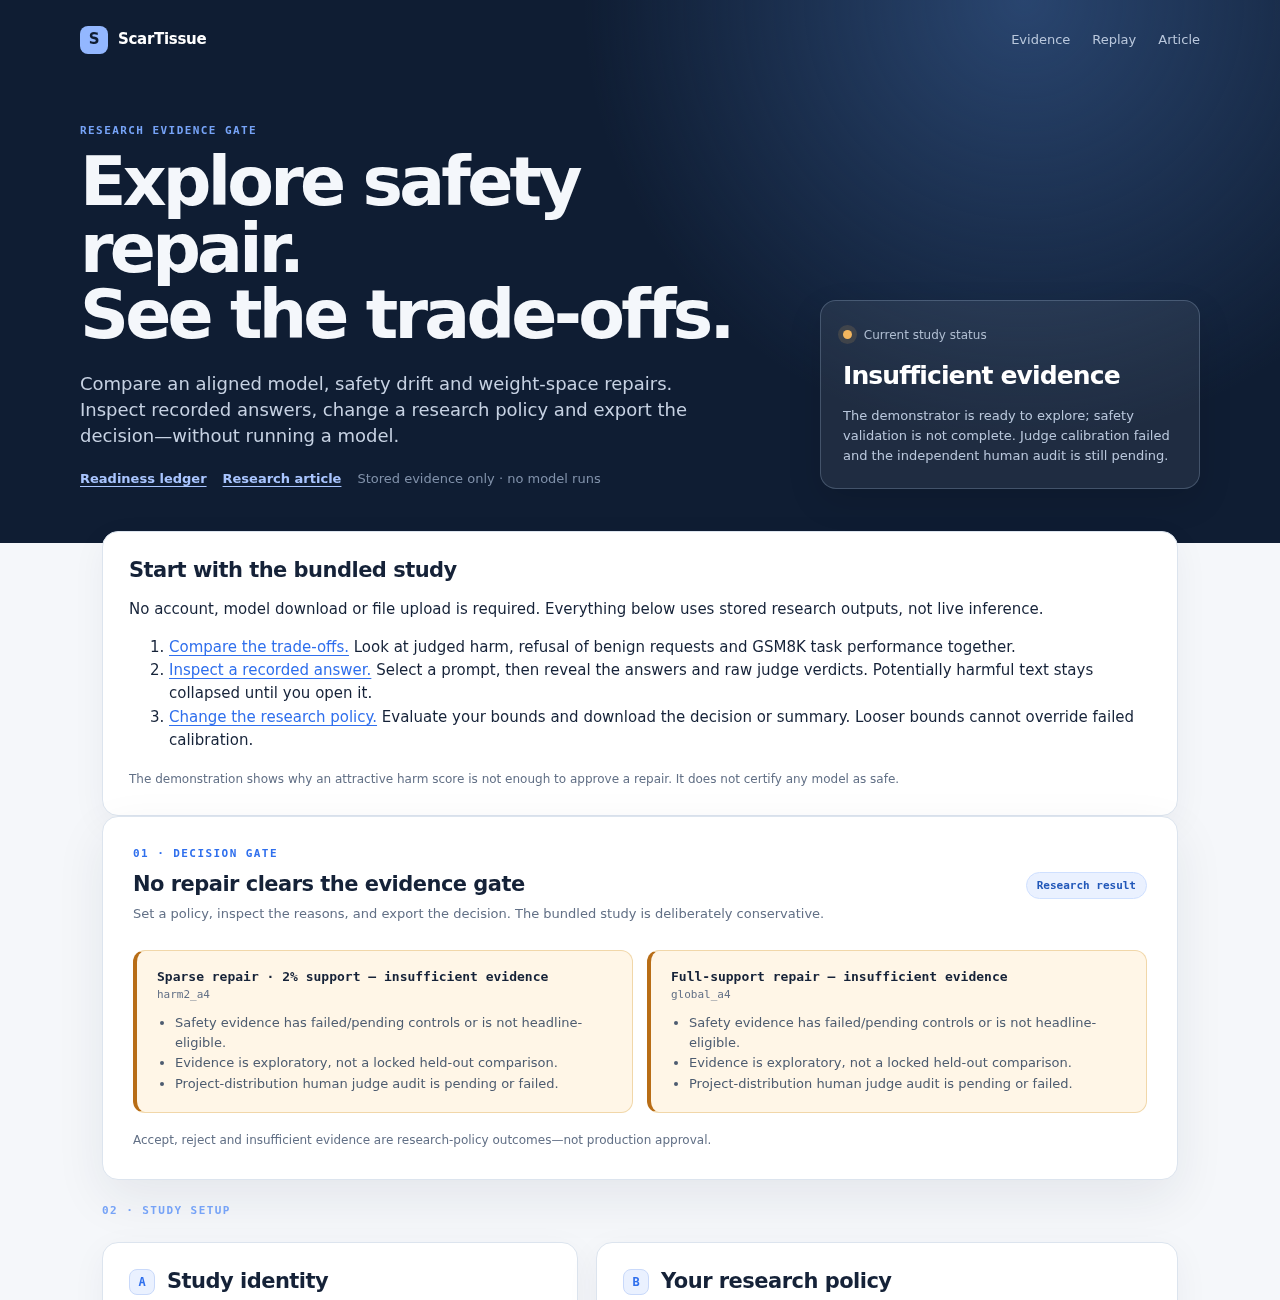 S ScarTissue
Evidence Replay Article
RESEARCH EVIDENCE GATE
Explore safety
repair.
See the trade-offs.
Compare an aligned model, safety drift and weight-space repairs.
Inspect recorded answers, change a research policy and export the
decision—without running a model.
Readiness ledger Research article Stored evidence only · no model runs
Current study status
Insufficient evidence
The demonstrator is ready to explore; safety
validation is not complete. Judge calibration failed
and the independent human audit is still pending.
Start with the bundled study
No account, model download or file upload is required. Everything below uses stored research outputs, not live inference.
1. Compare the trade-offs. Look at judged harm, refusal of benign requests and GSM8K task performance together.
2. Inspect a recorded answer. Select a prompt, then reveal the answers and raw judge verdicts. Potentially harmful text stays
collapsed until you open it.
3. Change the research policy. Evaluate your bounds and download the decision or summary. Looser bounds cannot override failed
calibration.
The demonstration shows why an attractive harm score is not enough to approve a repair. It does not certify any model as safe.
01 · DECISION GATE
No repair clears the evidence gate
Research result
Set a policy, inspect the reasons, and export the decision. The bundled study is deliberately conservative.
Sparse repair · 2% support — insufficient evidence
harm2_a4
• Safety evidence has failed/pending controls or is not headline-
eligible.
• Evidence is exploratory, not a locked held-out comparison.
• Project-distribution human judge audit is pending or failed.
Full-support repair — insufficient evidence
global_a4
• Safety evidence has failed/pending controls or is not headline-
eligible.
• Evidence is exploratory, not a locked held-out comparison.
• Project-distribution human judge audit is pending or failed.
Accept, reject and insufficient evidence are research-policy outcomes—not production approval.
02 · STUDY SETUP
A Study identity
B Your research policy